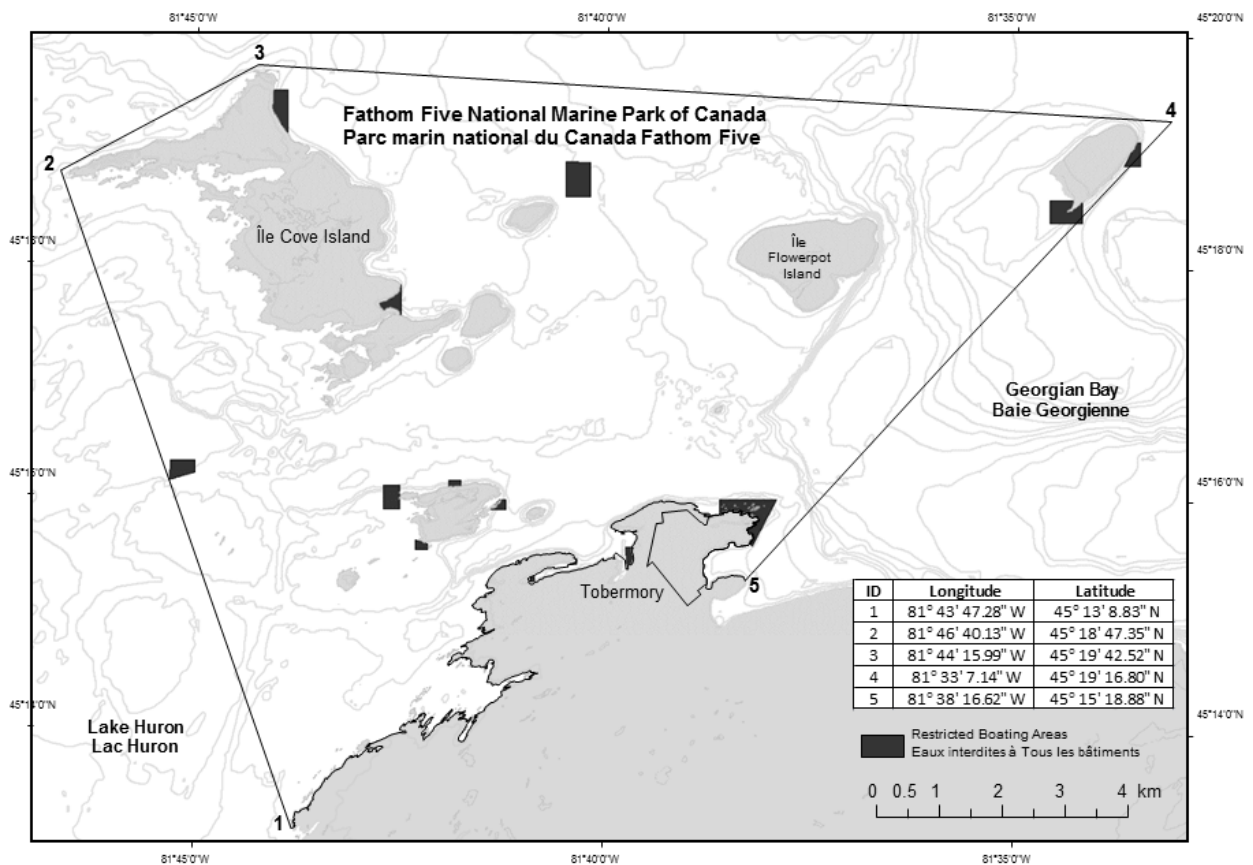 81°45'0"W 81°40'0"W 81°35'0"W 45°20'0"N
3
Fathom Five National Marine Park of Canada
Parc marin national du Canada Fathom Five
4
2
Île Cove Island
Île
Flowerpot
Island
45°18'0"N
45°18'0"N
Georgian Bay
Baie Georgienne
45°16'0"N
45°16'0"N
5
Tobermory
ID Longitude Latitude
1 81° 43' 47.28" W 45° 13' 8.83" N
2 81° 46' 40.13" W 45° 18' 47.35" N
3 81° 44' 15.99" W 45° 19' 42.52" N
4 81° 33' 7.14" W 45° 19' 16.80" N
5 81° 38' 16.62" W 45° 15' 18.88" N
45°14'0"N
45°14'0"N
Lake Huron
Lac Huron
Restricted Boating Areas
Eaux interdites à Tous les bâtiments
0 0.5 1 2 3 4 km
1
81°45'0"W 81°40'0"W 81°35'0"W